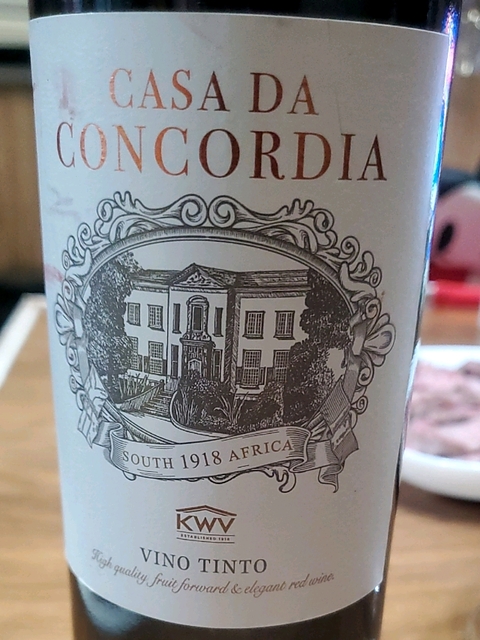 CASA DA
CONCORDIA
SOUTH 1918 AFRICA
KWV
ESTABLISHED 1918
VINO TINTO
High quality fruit forward & elegant red wine.